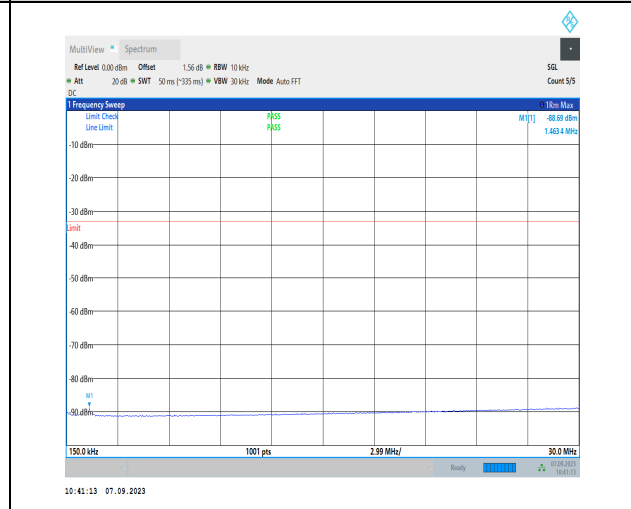 MultiView Spectrum
Ref Level 0.00 dBm Offset 1.56 dB RBW 10 kHz SGL
Att 20 dB SWT 50 ms (~335 ms) VBW 30 kHz Mode Auto FFT Count 5/5
DC
1 Frequency Sweep 1Rm Max
Limit Check PASS M1[1] -88.69 dBm
Line Limit PASS 1.463 4 MHz
-10 dBm
-20 dBm
-30 dBm
Limit
-40 dBm
-50 dBm
-60 dBm
-70 dBm
-80 dBm
M1
-90 dBm
150.0 kHz 1001 pts 2.99 MHz/ 30.0 MHz
Ready 07.09.2023
10:41:13
10:41:13 07.09.2023